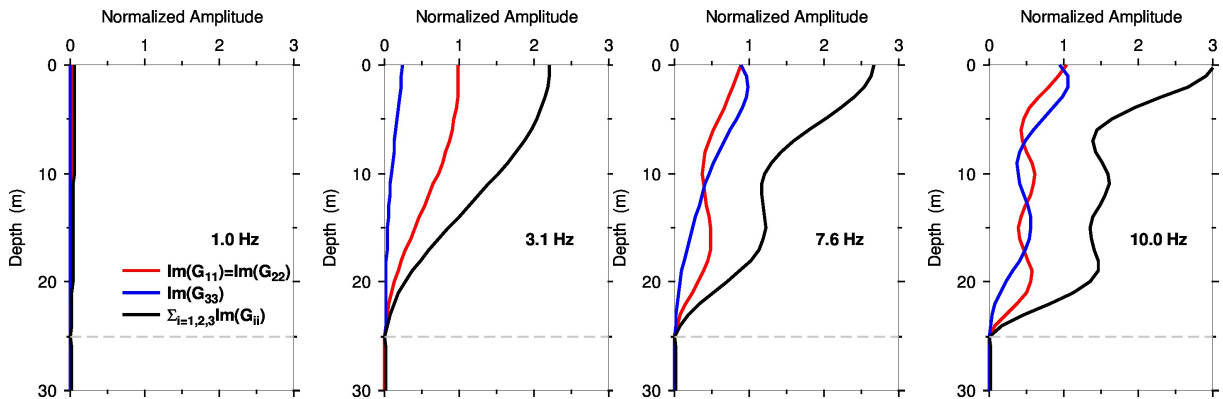 Normalized Amplitude Normalized Amplitude Normalized Amplitude Normalized Amplitude
0 1 2 3 0 1 2 3 0 1 2 3 0 1 2 3
0 0 0 0
10 10 10 10
Depth (m) Depth (m) Depth (m) Depth (m)
1.0 Hz 3.1 Hz 7.6 Hz 10.0 Hz
Im(G₁₁)=Im(G₂₂)
20 20 20 20
Im(G₃₃)
Σᵢ₌₁,₂,₃Im(Gᵢᵢ)
30 30 30 30